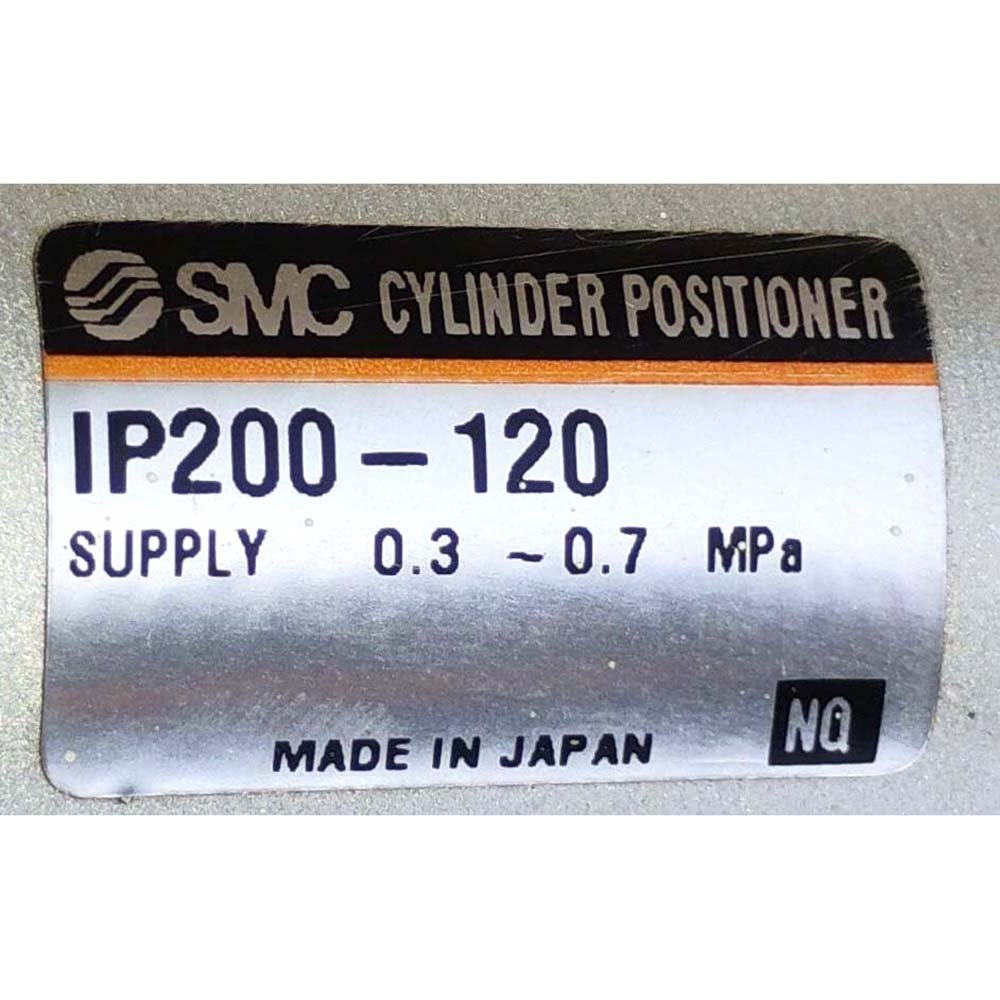 SMC CYLINDER POSITIONER
IP200-120
SUPPLY 0.3 ~0.7 MPa
MADE IN JAPAN NQ